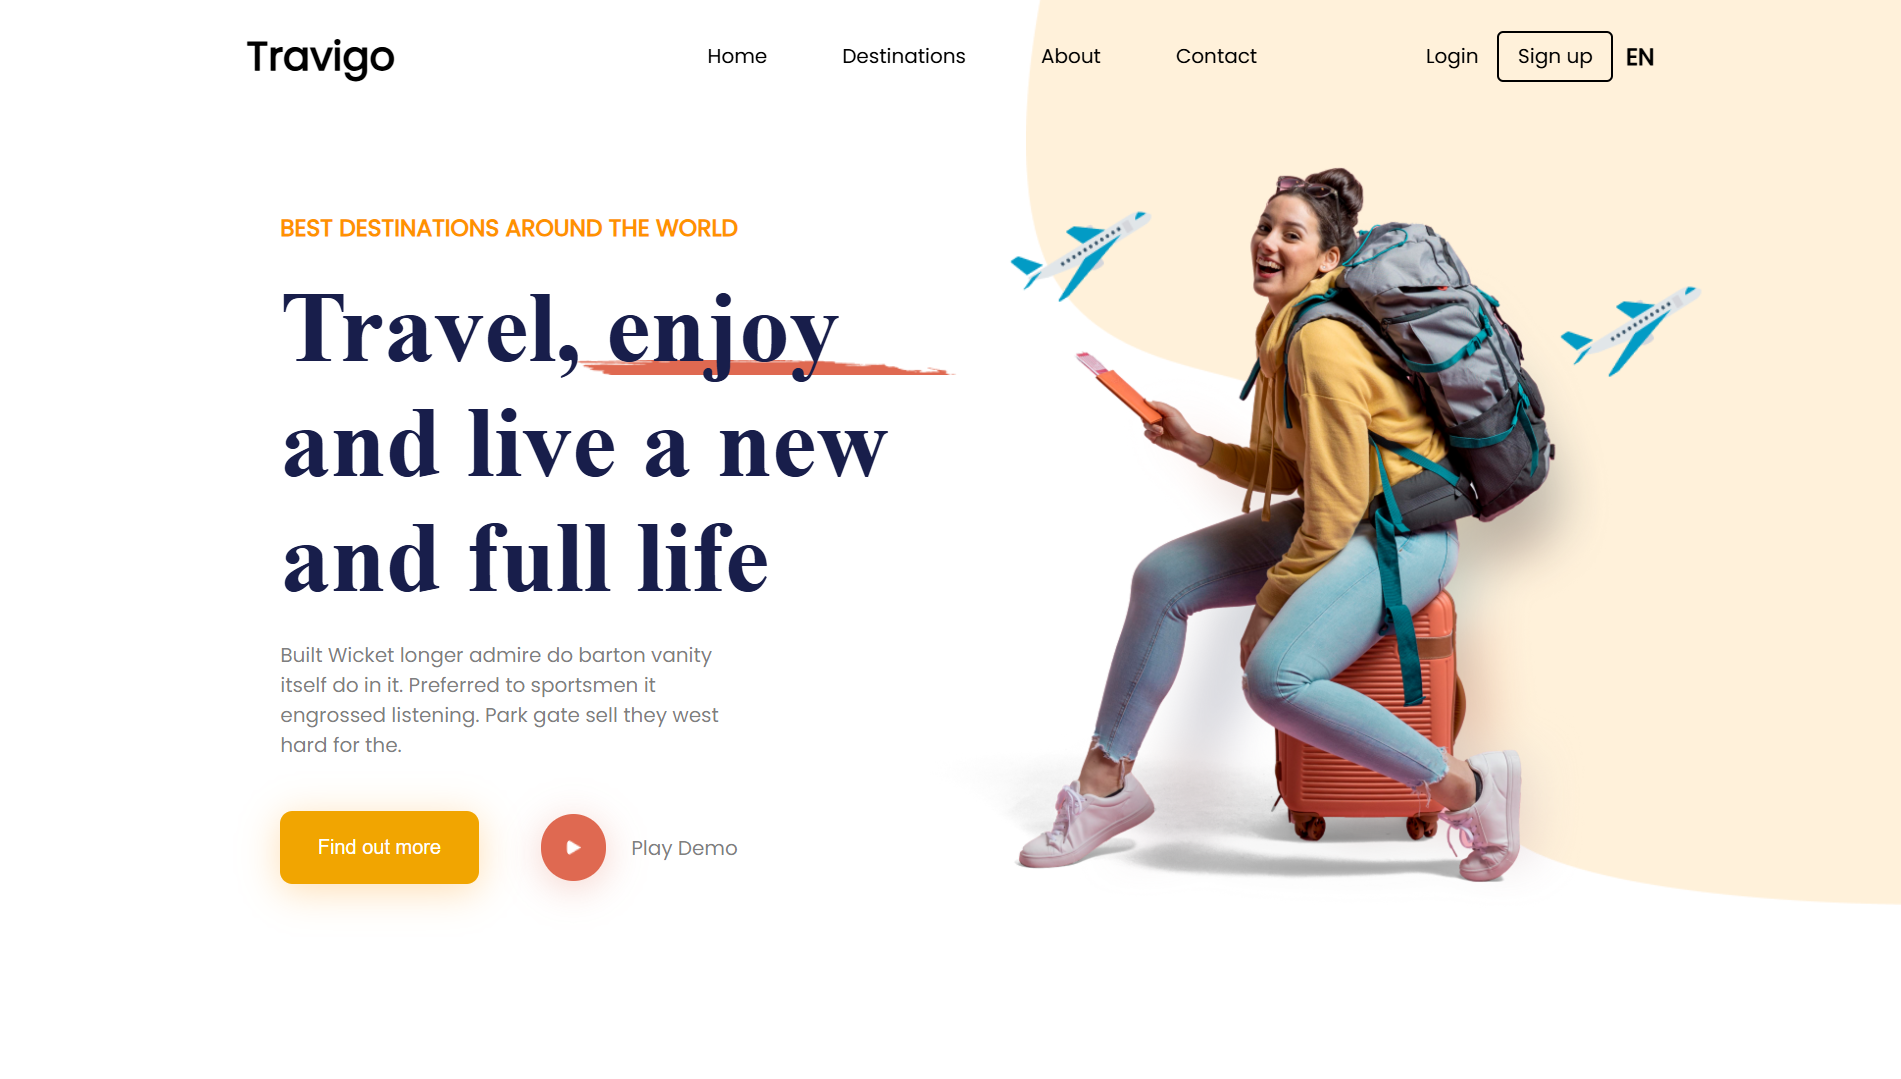 Travigo
Home Destinations About Contact Login Sign up EN
BEST DESTINATIONS AROUND THE WORLD
Travel, enjoy
and live a new
and full life
Built Wicket longer admire do barton vanity
itself do in it. Preferred to sportsmen it
engrossed listening. Park gate sell they west
hard for the.
Find out more
Play Demo